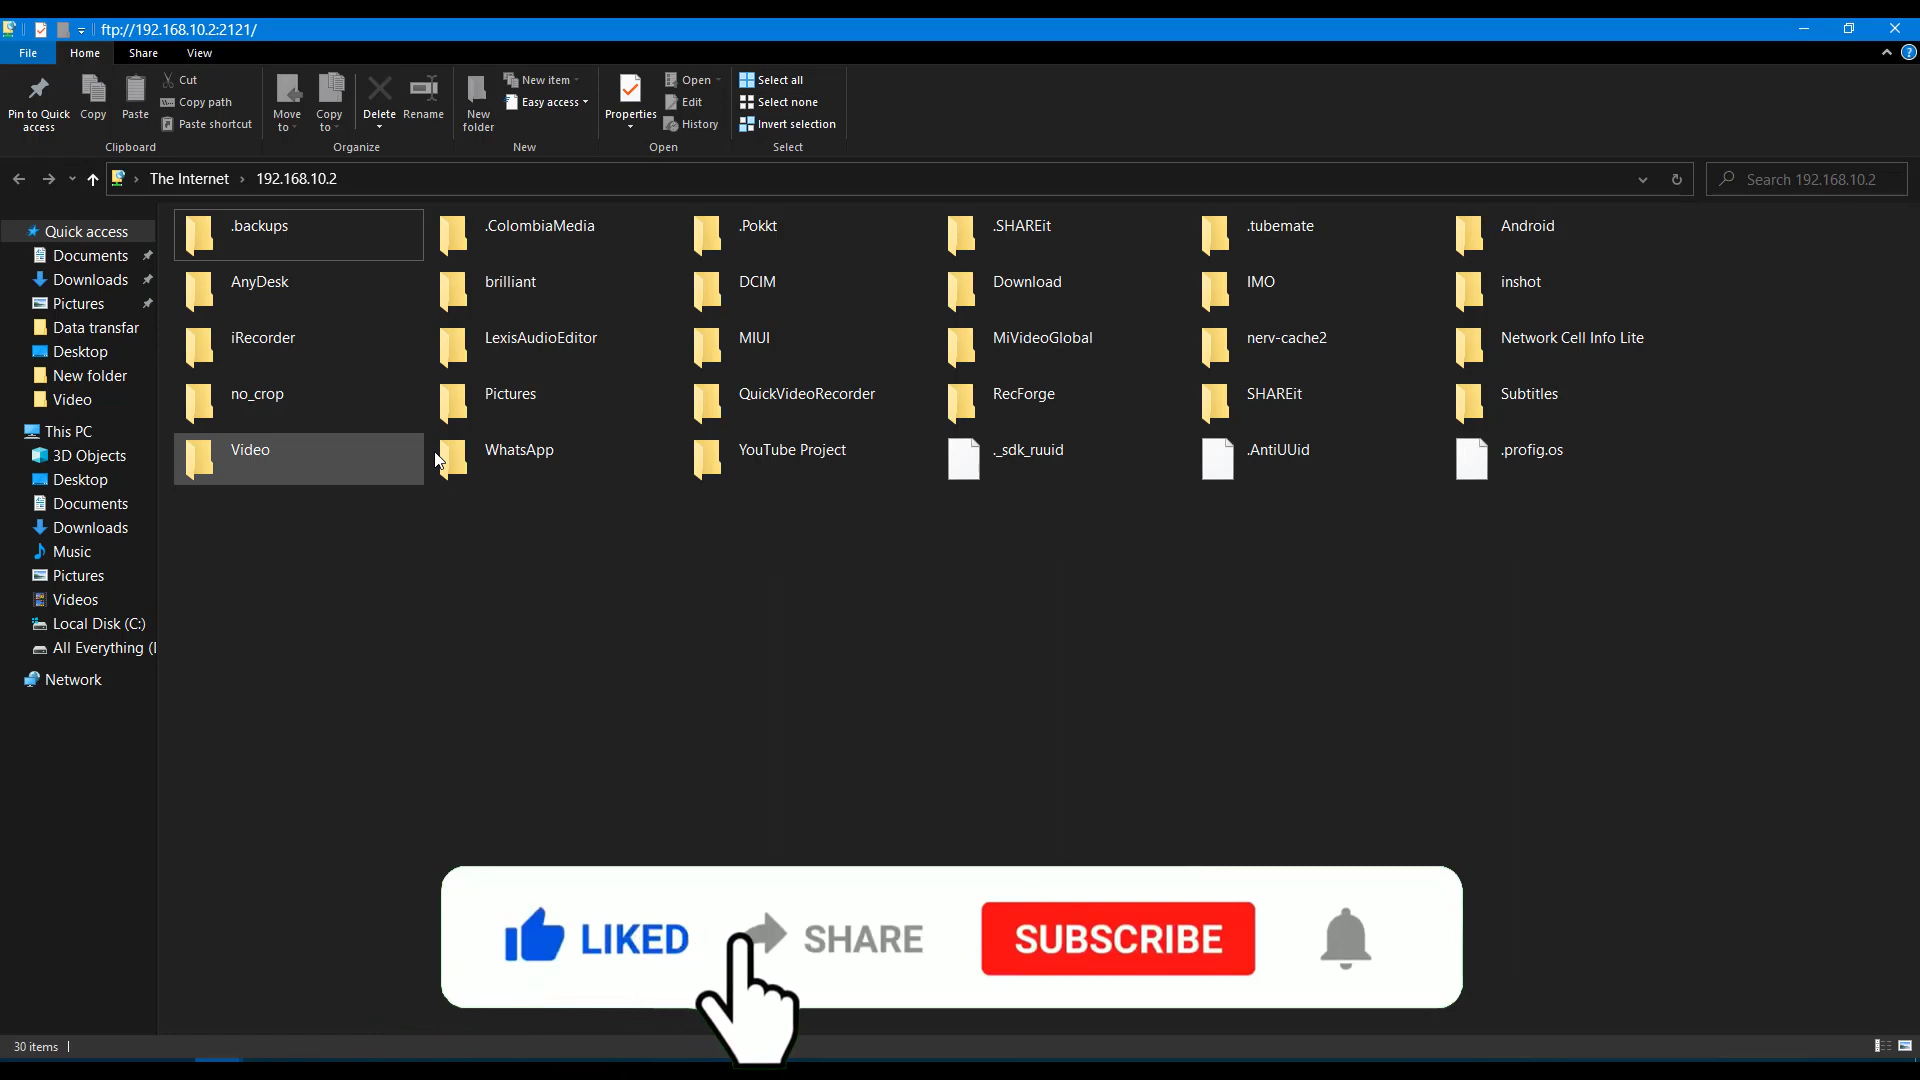 ftp://192.168.10.2:2121/
File Home Share View
Pin to Quick access
Copy
Paste
Cut
Copy path
Paste shortcut
Clipboard
Move to
Copy to
Delete
Rename
Organize
New folder
New item
Easy access
New
Properties
Open
Edit
History
Open
Select all
Select none
Invert selection
Select
The Internet › 192.168.10.2
Search 192.168.10.2
Quick access
Documents
Downloads
Pictures
Data transfar
Desktop
New folder
Video
This PC
3D Objects
Desktop
Documents
Downloads
Music
Pictures
Videos
Local Disk (C:)
All Everything (
Network
.backups .ColombiaMedia .Pokkt .SHAREit .tubemate Android
AnyDesk brilliant DCIM Download IMO inshot
iRecorder LexisAudioEditor MIUI MiVideoGlobal nerv-cache2 Network Cell Info Lite
no_crop Pictures QuickVideoRecorder RecForge SHAREit Subtitles
Video WhatsApp YouTube Project ._sdk_ruuid .AntiUUid .profig.os
LIKED SHARE SUBSCRIBE
30 items